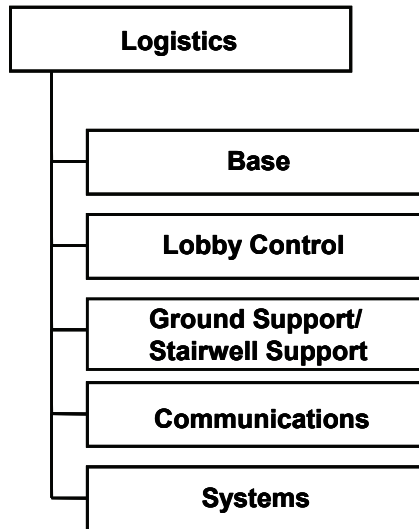 Logistics
Base
Lobby Control
Ground Support/
Stairwell Support
Communications
Systems